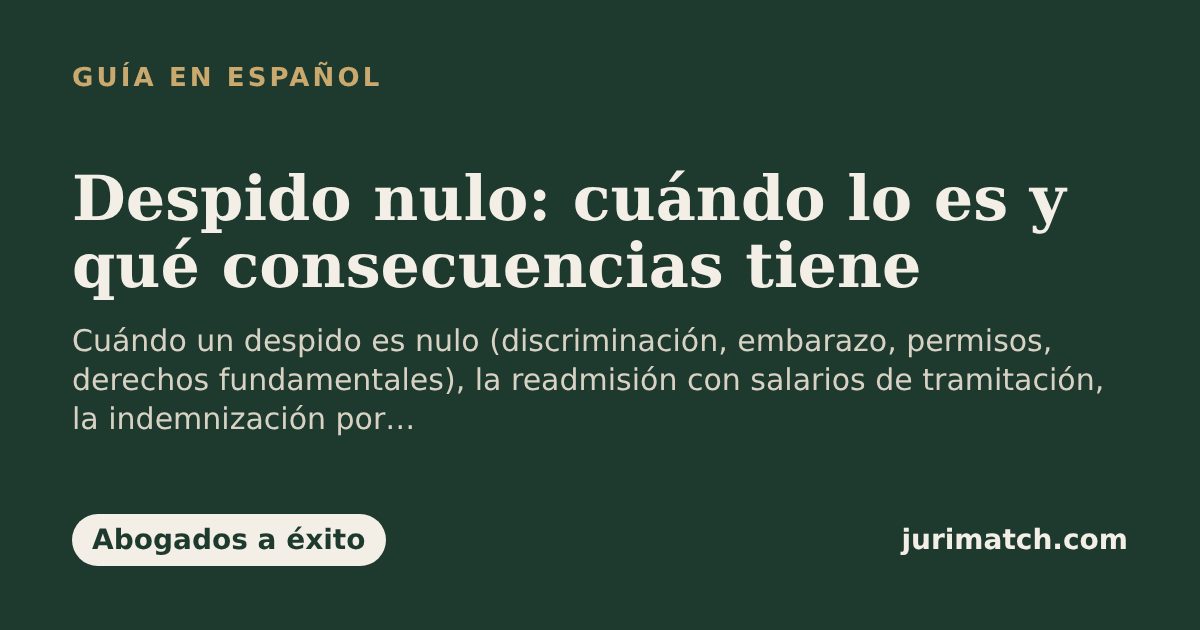 GUÍA EN ESPAÑOL
Despido nulo: cuándo lo es y
qué consecuencias tiene
Cuándo un despido es nulo (discriminación, embarazo, permisos,
derechos fundamentales), la readmisión con salarios de tramitación,
la indemnización por…
Abogados a éxito
jurimatch.com